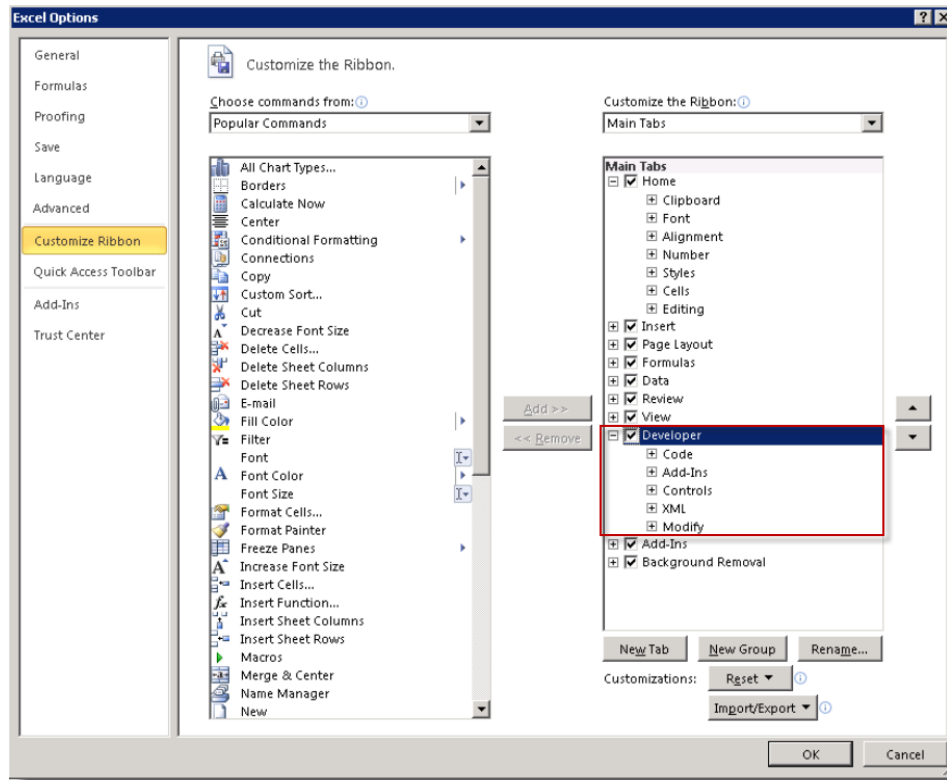 Excel Options
General
Formulas
Proofing
Save
Language
Advanced
Customize Ribbon
Quick Access Toolbar
Add-Ins
Trust Center
Customize the Ribbon.
Choose commands from:
Popular Commands
All Chart Types...
Borders
Calculate Now
Center
Conditional Formatting
Connections
Copy
Custom Sort...
Cut
Decrease Font Size
Delete Cells...
Delete Sheet Columns
Delete Sheet Rows
E-mail
Fill Color
Filter
Font
Font Color
Font Size
Format Cells...
Format Painter
Freeze Panes
Increase Font Size
Insert Cells...
Insert Function...
Insert Sheet Columns
Insert Sheet Rows
Macros
Merge & Center
Name Manager
New
Add >>
<< Remove
Customize the Ribbon:
Main Tabs
Main Tabs
Home
Clipboard
Font
Alignment
Number
Styles
Cells
Editing
Insert
Page Layout
Formulas
Data
Review
View
Developer
Code
Add-Ins
Controls
XML
Modify
Add-Ins
Background Removal
New Tab New Group Rename...
Customizations: Reset
Import/Export
OK Cancel